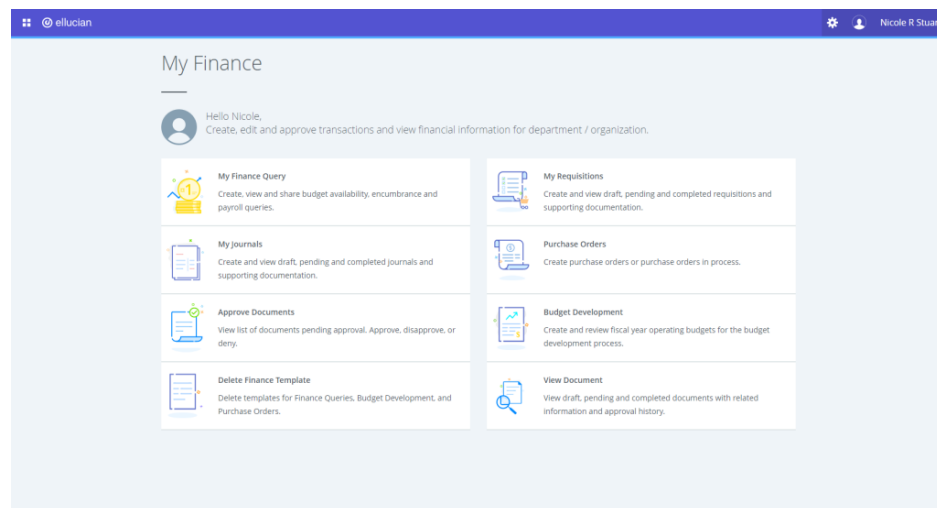 ellucian
Nicole R Stuar
My Finance
Hello Nicole,
Create, edit and approve transactions and view financial information for department / organization.
My Finance Query
Create, view and share budget availability, encumbrance and
payroll queries.
My Requisitions
Create and view draft, pending and completed requisitions and
supporting documentation.
My Journals
Create and view draft, pending and completed journals and
supporting documentation.
Purchase Orders
Create purchase orders or purchase orders in process.
Approve Documents
View list of documents pending approval. Approve, disapprove, or
deny.
Budget Development
Create and review fiscal year operating budgets for the budget
development process.
Delete Finance Template
Delete templates for Finance Queries, Budget Development, and
Purchase Orders.
View Document
View draft, pending and completed documents with related
information and approval history.